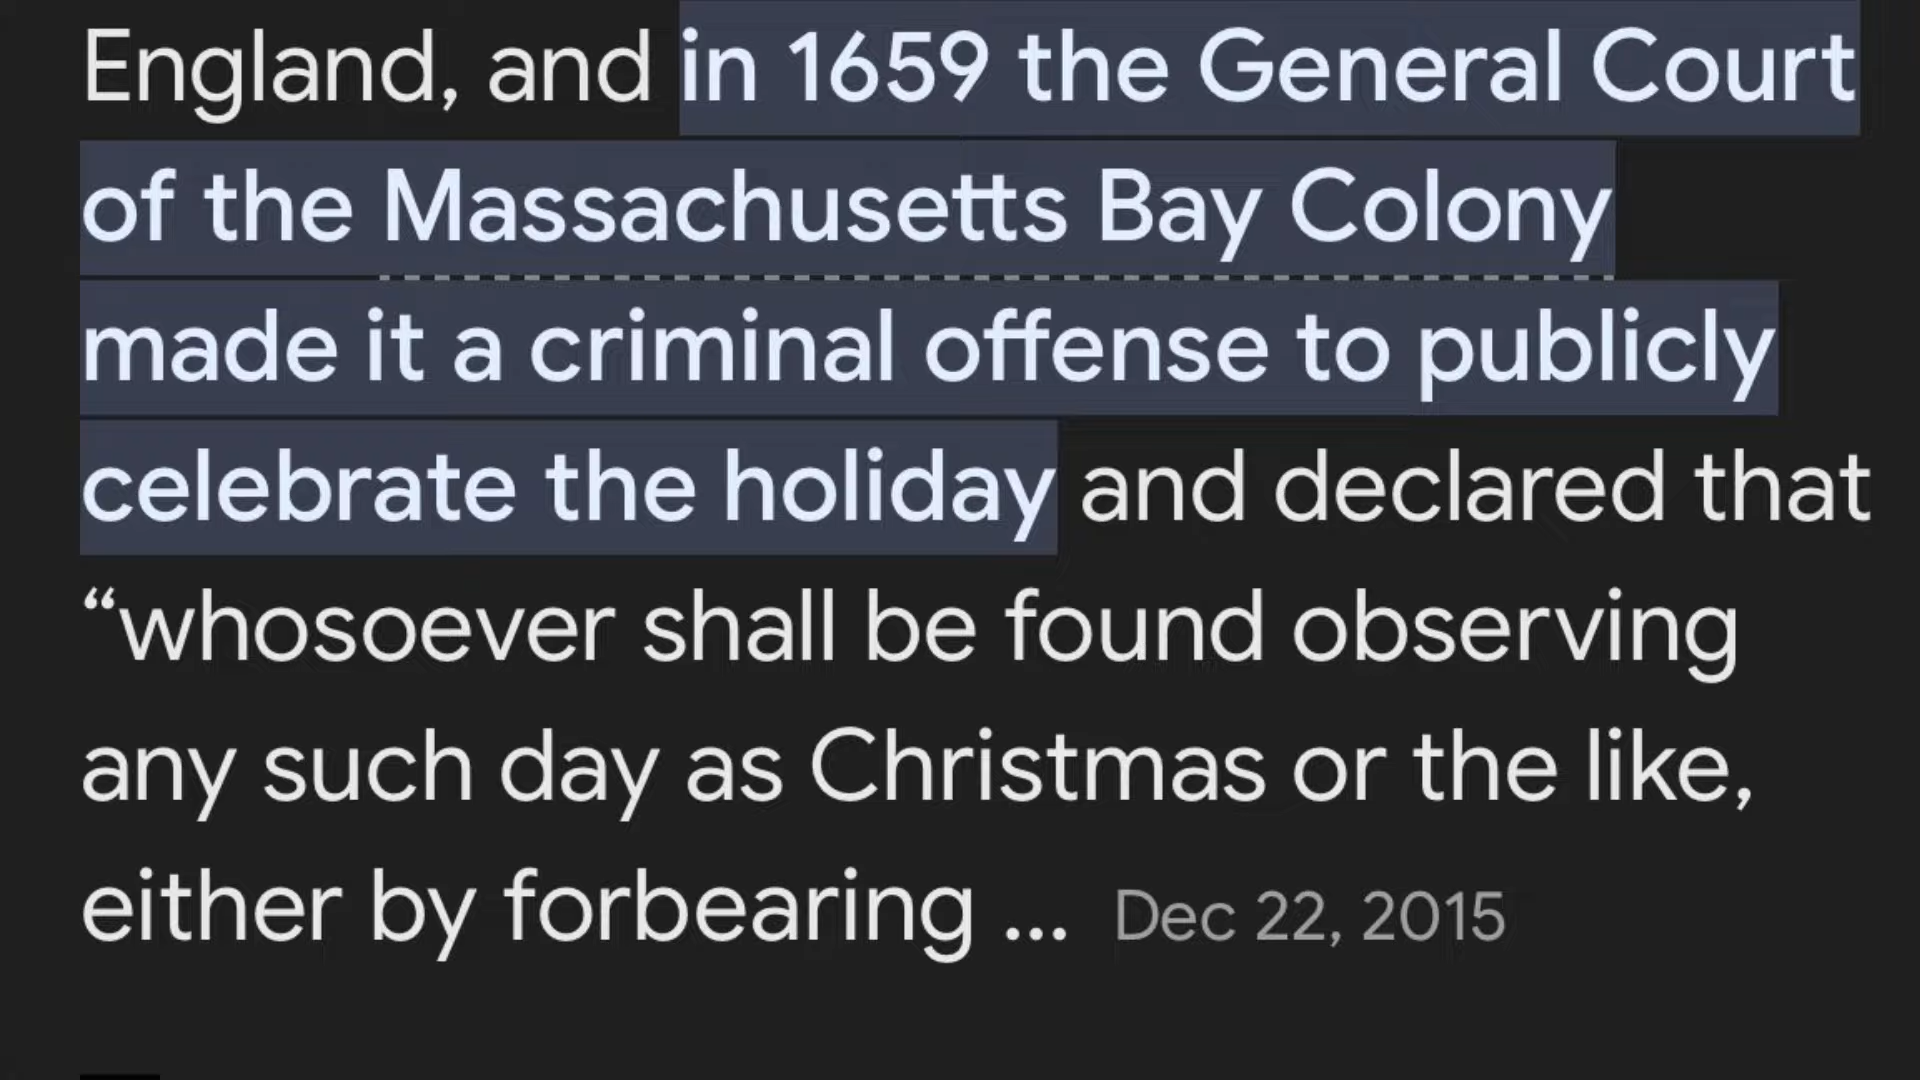 England, and in 1659 the General Court
of the Massachusetts Bay Colony
made it a criminal offense to publicly
celebrate the holiday and declared that
“whosoever shall be found observing
any such day as Christmas or the like,
either by forbearing ... Dec 22, 2015